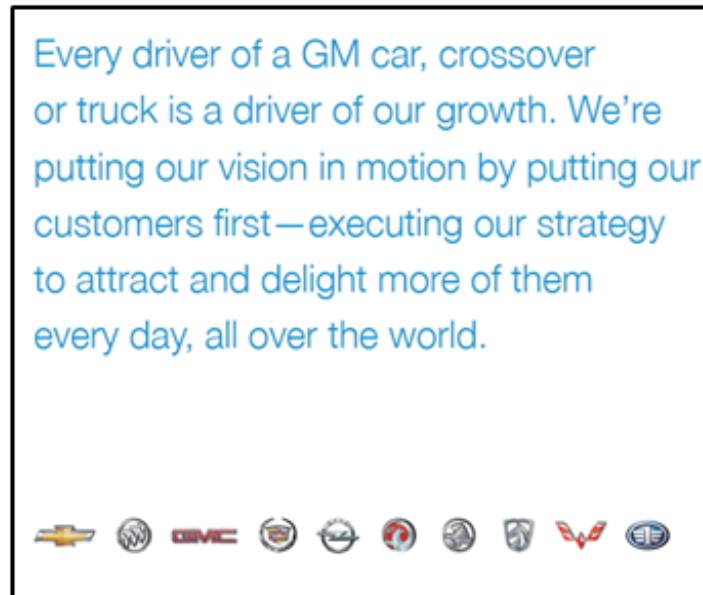 Every driver of a GM car, crossover
or truck is a driver of our growth. We’re
putting our vision in motion by putting our
customers first—executing our strategy
to attract and delight more of them
every day, all over the world.
GMC